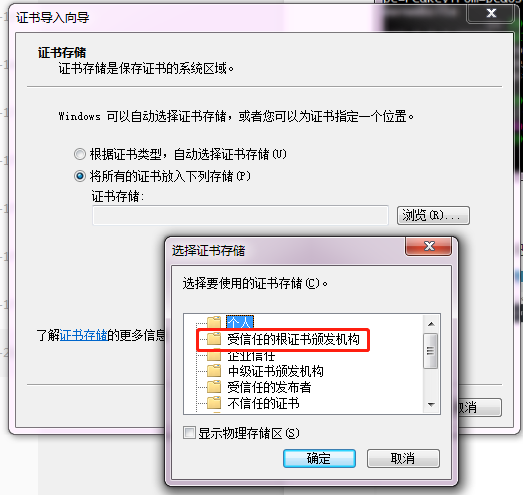 证书导入向导
证书存储
证书存储是保存证书的系统区域。
Windows 可以自动选择证书存储，或者您可以为证书指定一个位置。
根据证书类型，自动选择证书存储(U)
将所有的证书放入下列存储(P)
证书存储:
浏览(R)...
了解证书存储的更多信息
取消
选择证书存储
选择要使用的证书存储(C)。
个人
受信任的根证书颁发机构
企业信任
中级证书颁发机构
受信任的发布者
不信任的证书
显示物理存储区(S)
确定
取消